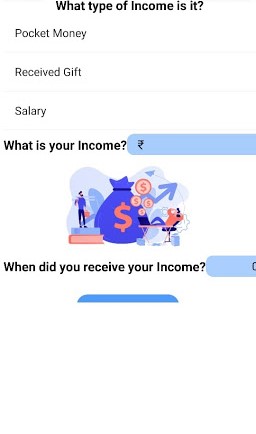 What type of Income is it?
Pocket Money
Received Gift
Salary
What is your Income? ₹
$
$
$
$
$
When did you receive your Income?